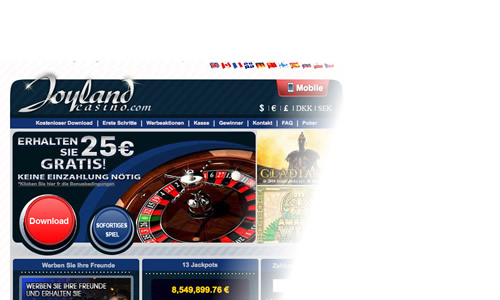 Joyland
casino.com
Mobile
$ | € | £ | DKK | SEK
Kostenloser Download | Erste Schritte | Werbeaktionen | Kasse | Gewinner | Kontakt | FAQ | Poker
ERHALTEN SIE 25€
GRATIS!
KEINE EINZAHLUNG NÖTIG
*Klicken Sie hier für die Bonusbedingungen
GLADIA
Download
SOFORTIGES
SPIEL
Werben Sie Ihre Freunde
13 Jackpots
WERBEN SIE IHRE FREUNDE
UND ERHALTEN SIE
8,549,899.76 €